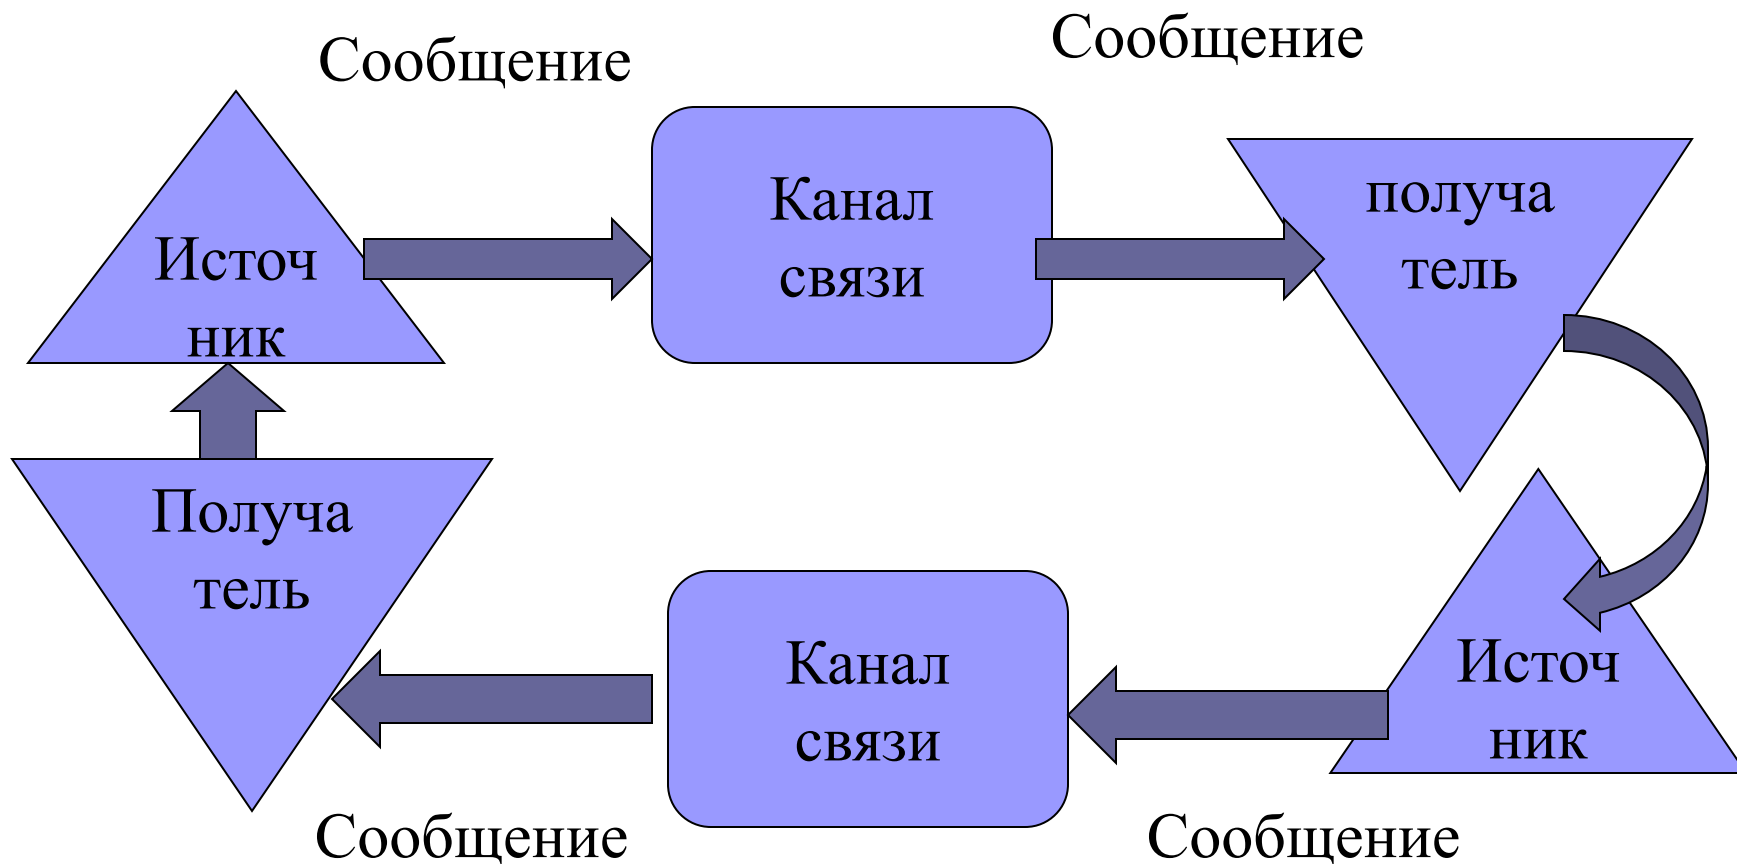 Сообщение
Сообщение
Источ
ник
Канал
связи
получа
тель
Получа
тель
Канал
связи
Источ
ник
Сообщение
Сообщение